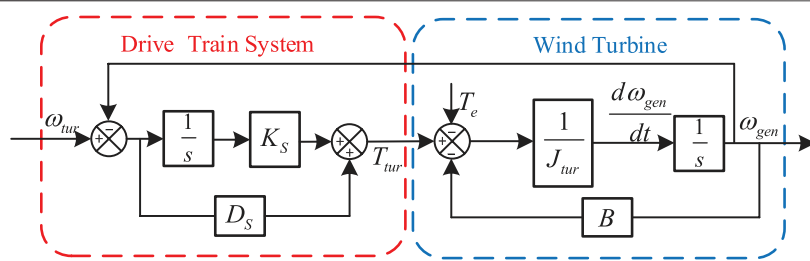 Drive Train System
Wind Turbine
ω_tur
+ −
1/s
K_S
+ +
T_tur
T_e
+ − −
1/J_tur
dω_gen/dt
1/s
ω_gen
D_S
B